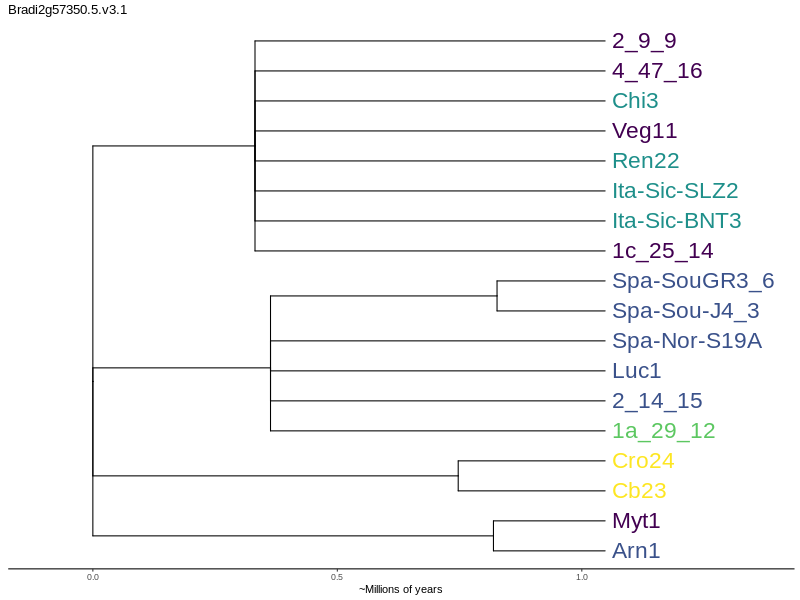 Bradi2g57350.5.v3.1
2_9_9
4_47_16
Chi3
Veg11
Ren22
Ita-Sic-SLZ2
Ita-Sic-BNT3
1c_25_14
Spa-SouGR3_6
Spa-Sou-J4_3
Spa-Nor-S19A
Luc1
2_14_15
1a_29_12
Cro24
Cb23
Myt1
Arn1
0.0 0.5 1.0
~Millions of years